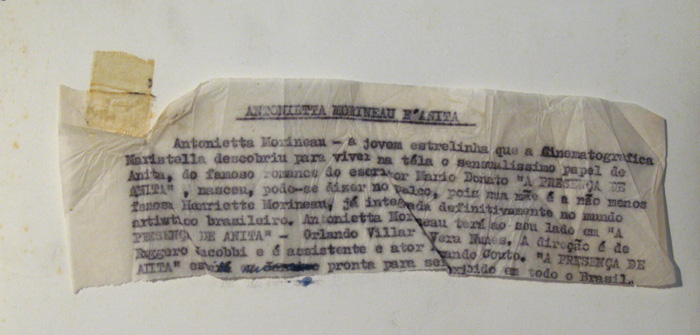 ANTONIETTA MORINEAU E'ANITA
Antonietta Morineau - a jovem estrelinha que a Cinematografica
Maristella descobriu para viver na téla o sensualissimo papel de
Anita, do famoso romance do escritor Mario Donato "A PRESENÇA DE
ANITA", nasceu, pode-se dizer no palco, pois sua mãe é a não menos
famosa Henriette Morineau, já integrada definitivamente no mundo
artistico brasileiro. Antonietta Morineau terá ao seu lado em "A
PRESENÇA DE ANITA" - Orlando Villar Vera Nunes. A direção é de
Ruggero Jacobbi e é assistente e ator Couto. "A PRESENÇA DE
pronta para ser exibido em todo o Brasil.